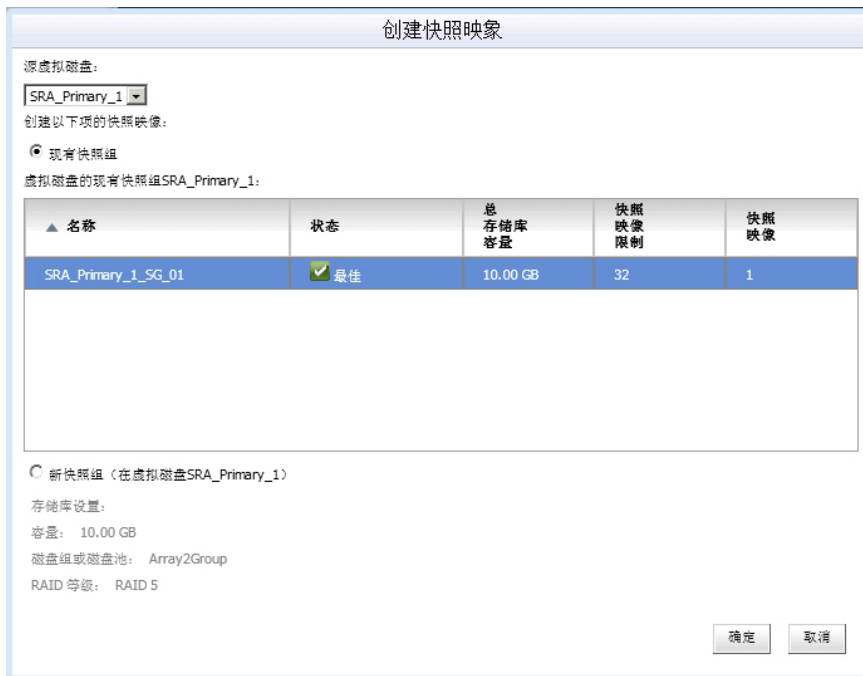 创建快照映象
源虚拟磁盘：
SRA_Primary_1
创建以下项的快照映像：
现有快照组
虚拟磁盘的现有快照组SRA_Primary_1：
▲ 名称
状态
总
存储库
容量
快照
映像
限制
快照
映像
SRA_Primary_1_SG_01
最佳
10.00 GB
32
1
新快照组（在虚拟磁盘SRA_Primary_1）
存储库设置：
容量： 10.00 GB
磁盘组或磁盘池： Array2Group
RAID 等级： RAID 5
确定
取消